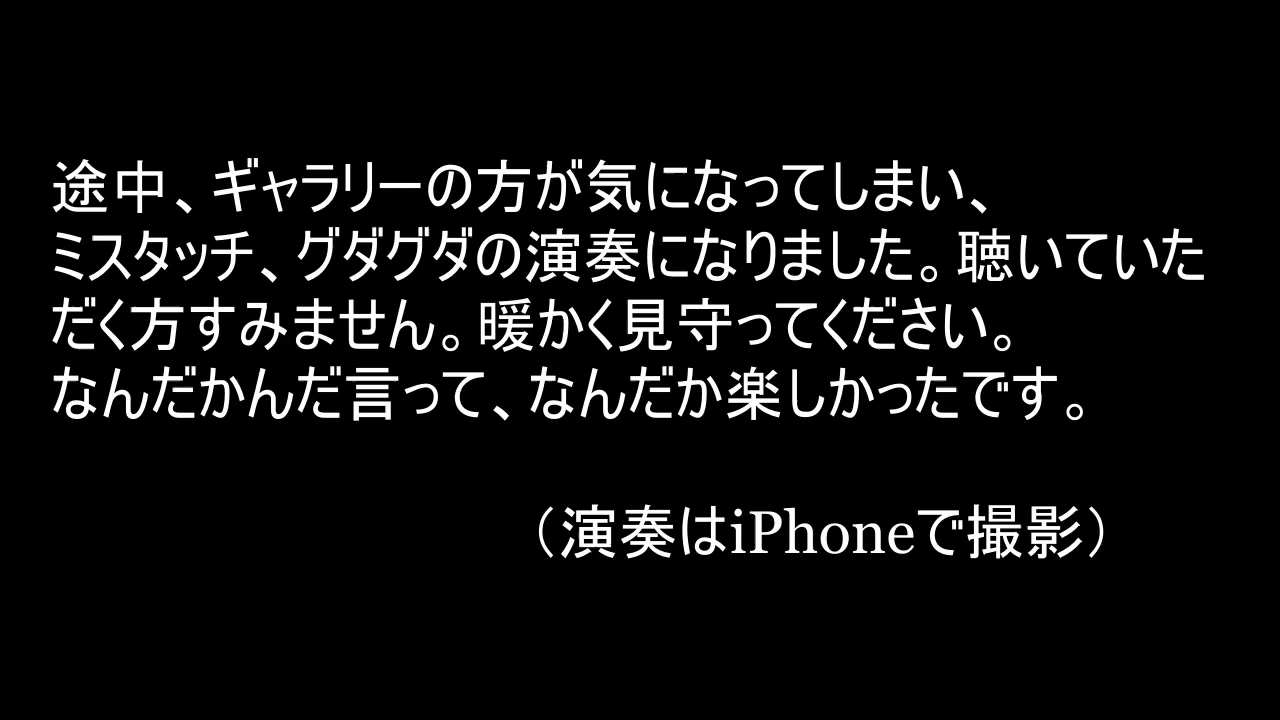 途中、ギャラリーの方が気になってしまい、
ミスタッチ、グダグダの演奏になりました。聴いていた
だく方すみません。暖かく見守ってください。
なんだかんだ言って、なんだか楽しかったです。
（演奏はiPhoneで撮影）